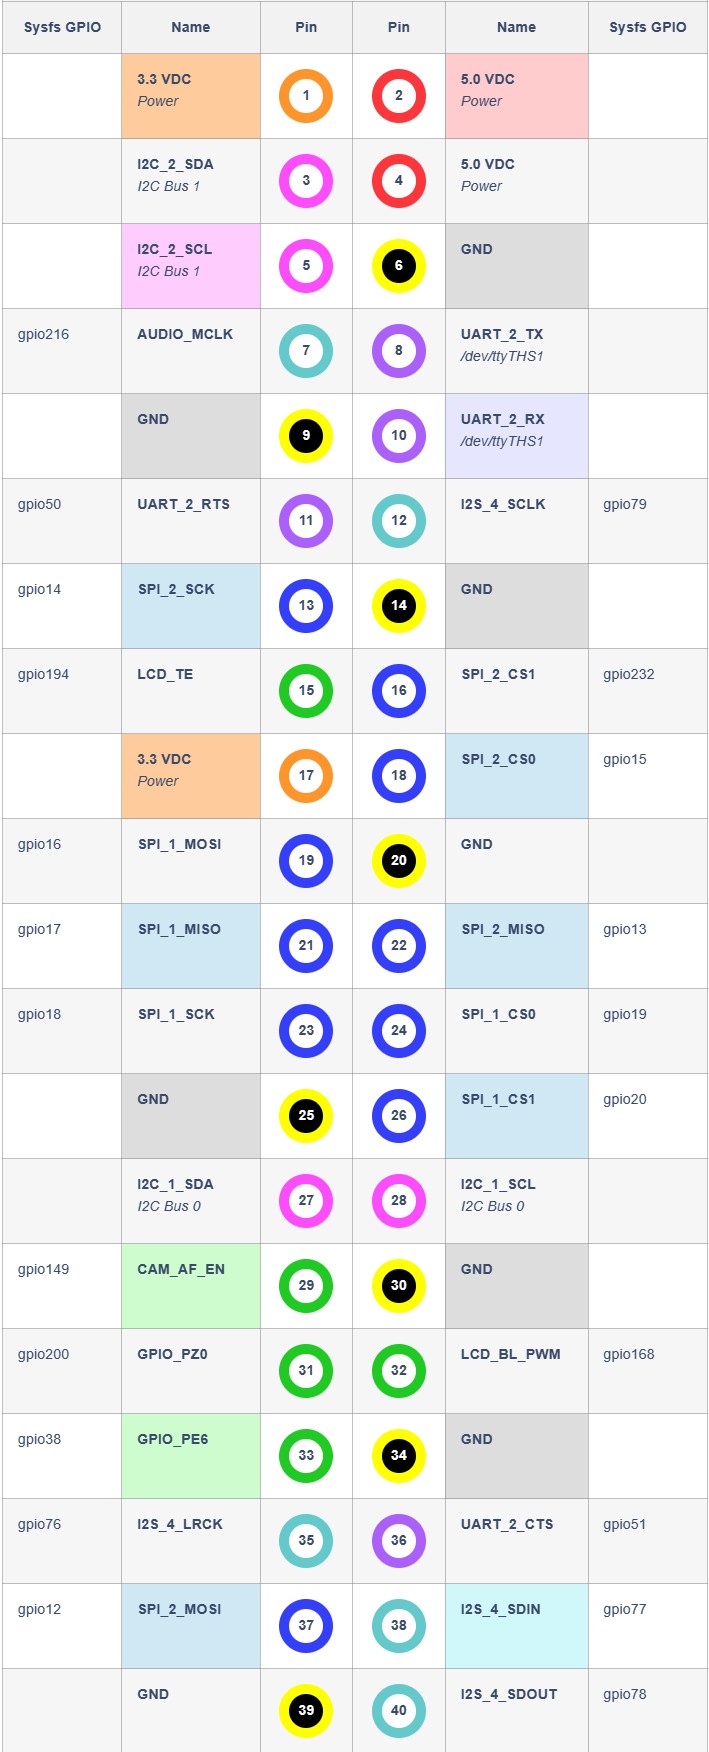 Sysfs GPIO Name Pin Pin Name Sysfs GPIO
3.3 VDC 1 2 5.0 VDC
Power Power
I2C_2_SDA 3 4 5.0 VDC
I2C Bus 1 Power
I2C_2_SCL 5 6 GND
I2C Bus 1
gpio216 AUDIO_MCLK 7 8 UART_2_TX
/dev/ttyTHS1
GND 9 10 UART_2_RX
/dev/ttyTHS1
gpio50 UART_2_RTS 11 12 I2S_4_SCLK gpio79
gpio14 SPI_2_SCK 13 14 GND
gpio194 LCD_TE 15 16 SPI_2_CS1 gpio232
3.3 VDC 17 18 SPI_2_CS0 gpio15
Power
gpio16 SPI_1_MOSI 19 20 GND
gpio17 SPI_1_MISO 21 22 SPI_2_MISO gpio13
gpio18 SPI_1_SCK 23 24 SPI_1_CS0 gpio19
GND 25 26 SPI_1_CS1 gpio20
I2C_1_SDA 27 28 I2C_1_SCL
I2C Bus 0 I2C Bus 0
gpio149 CAM_AF_EN 29 30 GND
gpio200 GPIO_PZ0 31 32 LCD_BL_PWM gpio168
gpio38 GPIO_PE6 33 34 GND
gpio76 I2S_4_LRCK 35 36 UART_2_CTS gpio51
gpio12 SPI_2_MOSI 37 38 I2S_4_SDIN gpio77
GND 39 40 I2S_4_SDOUT gpio78